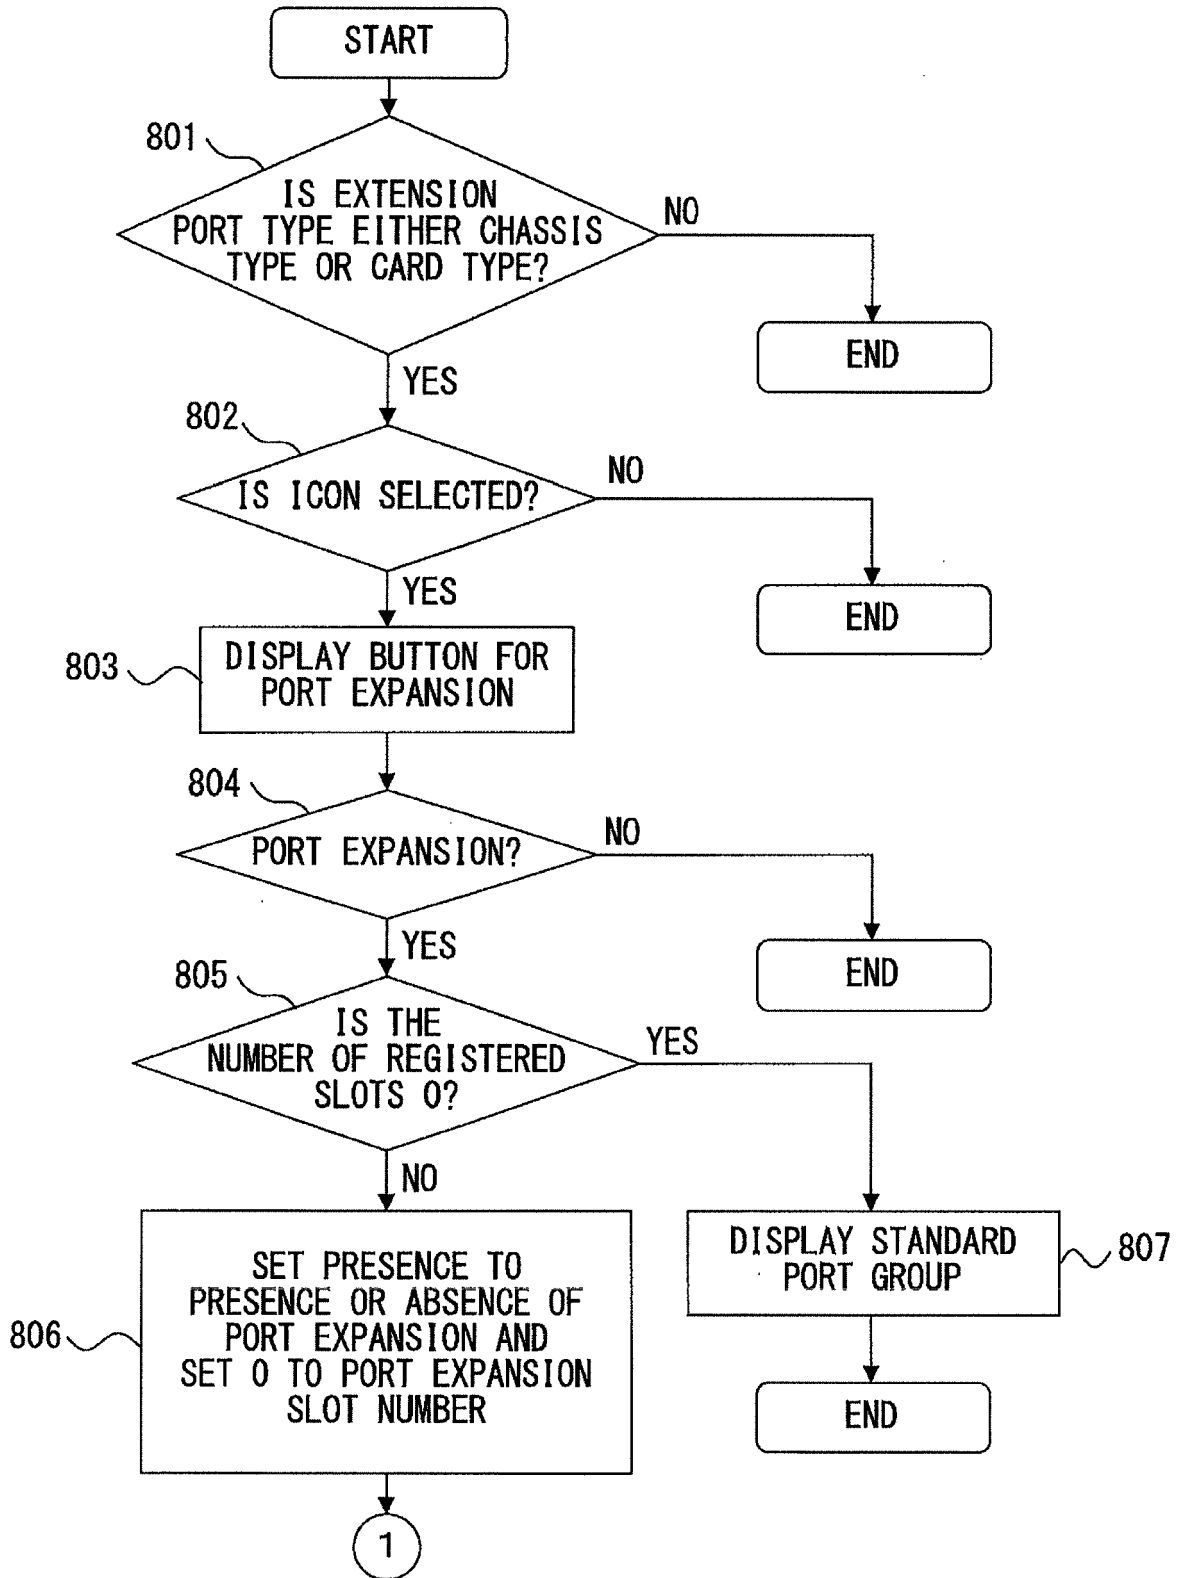 START
801
IS EXTENSION
PORT TYPE EITHER CHASSIS
TYPE OR CARD TYPE?
NO
END
YES
802
IS ICON SELECTED?
NO
END
YES
803
DISPLAY BUTTON FOR
PORT EXPANSION
804
PORT EXPANSION?
NO
END
YES
805
IS THE
NUMBER OF REGISTERED
SLOTS 0?
YES
NO
806
SET PRESENCE TO
PRESENCE OR ABSENCE OF
PORT EXPANSION AND
SET 0 TO PORT EXPANSION
SLOT NUMBER
DISPLAY STANDARD
PORT GROUP
807
END
1